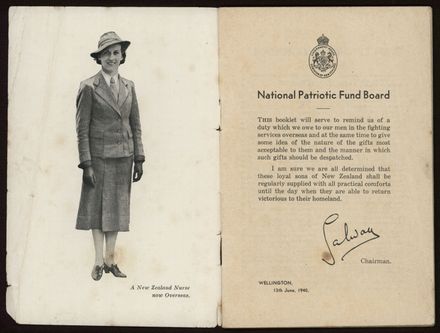 A New Zealand Nurse
now Overseas.
National Patriotic Fund Board
THIS booklet will serve to remind us of a
duty which we owe to our men in the fighting
services overseas and at the same time to give
some idea of the nature of the gifts most
acceptable to them and the manner in which
such gifts should be despatched.
I am sure we are all determined that
these loyal sons of New Zealand shall be
regularly supplied with all practical comforts
until the day when they are able to return
victorious to their homeland.
Galway
Chairman.
WELLINGTON,
13th June, 1940.